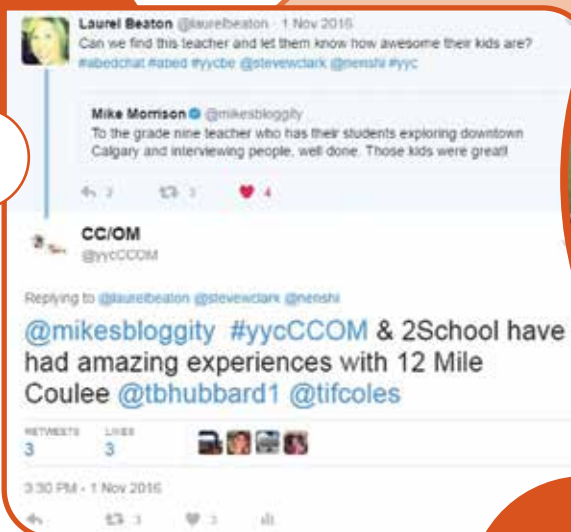 Laurel Beaton @laurelbeaton · 1 Nov 2016
Can we find this teacher and let them know how awesome their kids are?
#abedchat #abed #yycbe @stevewclark @nenshi #yyc
Mike Morrison @mikesbloggity
To the grade nine teacher who has their students exploring downtown
Calgary and interviewing people, well done. Those kids were great!
3 4
CC/OM
@yycCCOM
Replying to @laurelbeaton @stevewclark @nenshi
@mikesbloggity #yycCCOM & 2School have
had amazing experiences with 12 Mile
Coulee @tbhubbard1 @tifcoles
RETWEETS LIKES
3 3
3:30 PM - 1 Nov 2016
3 3